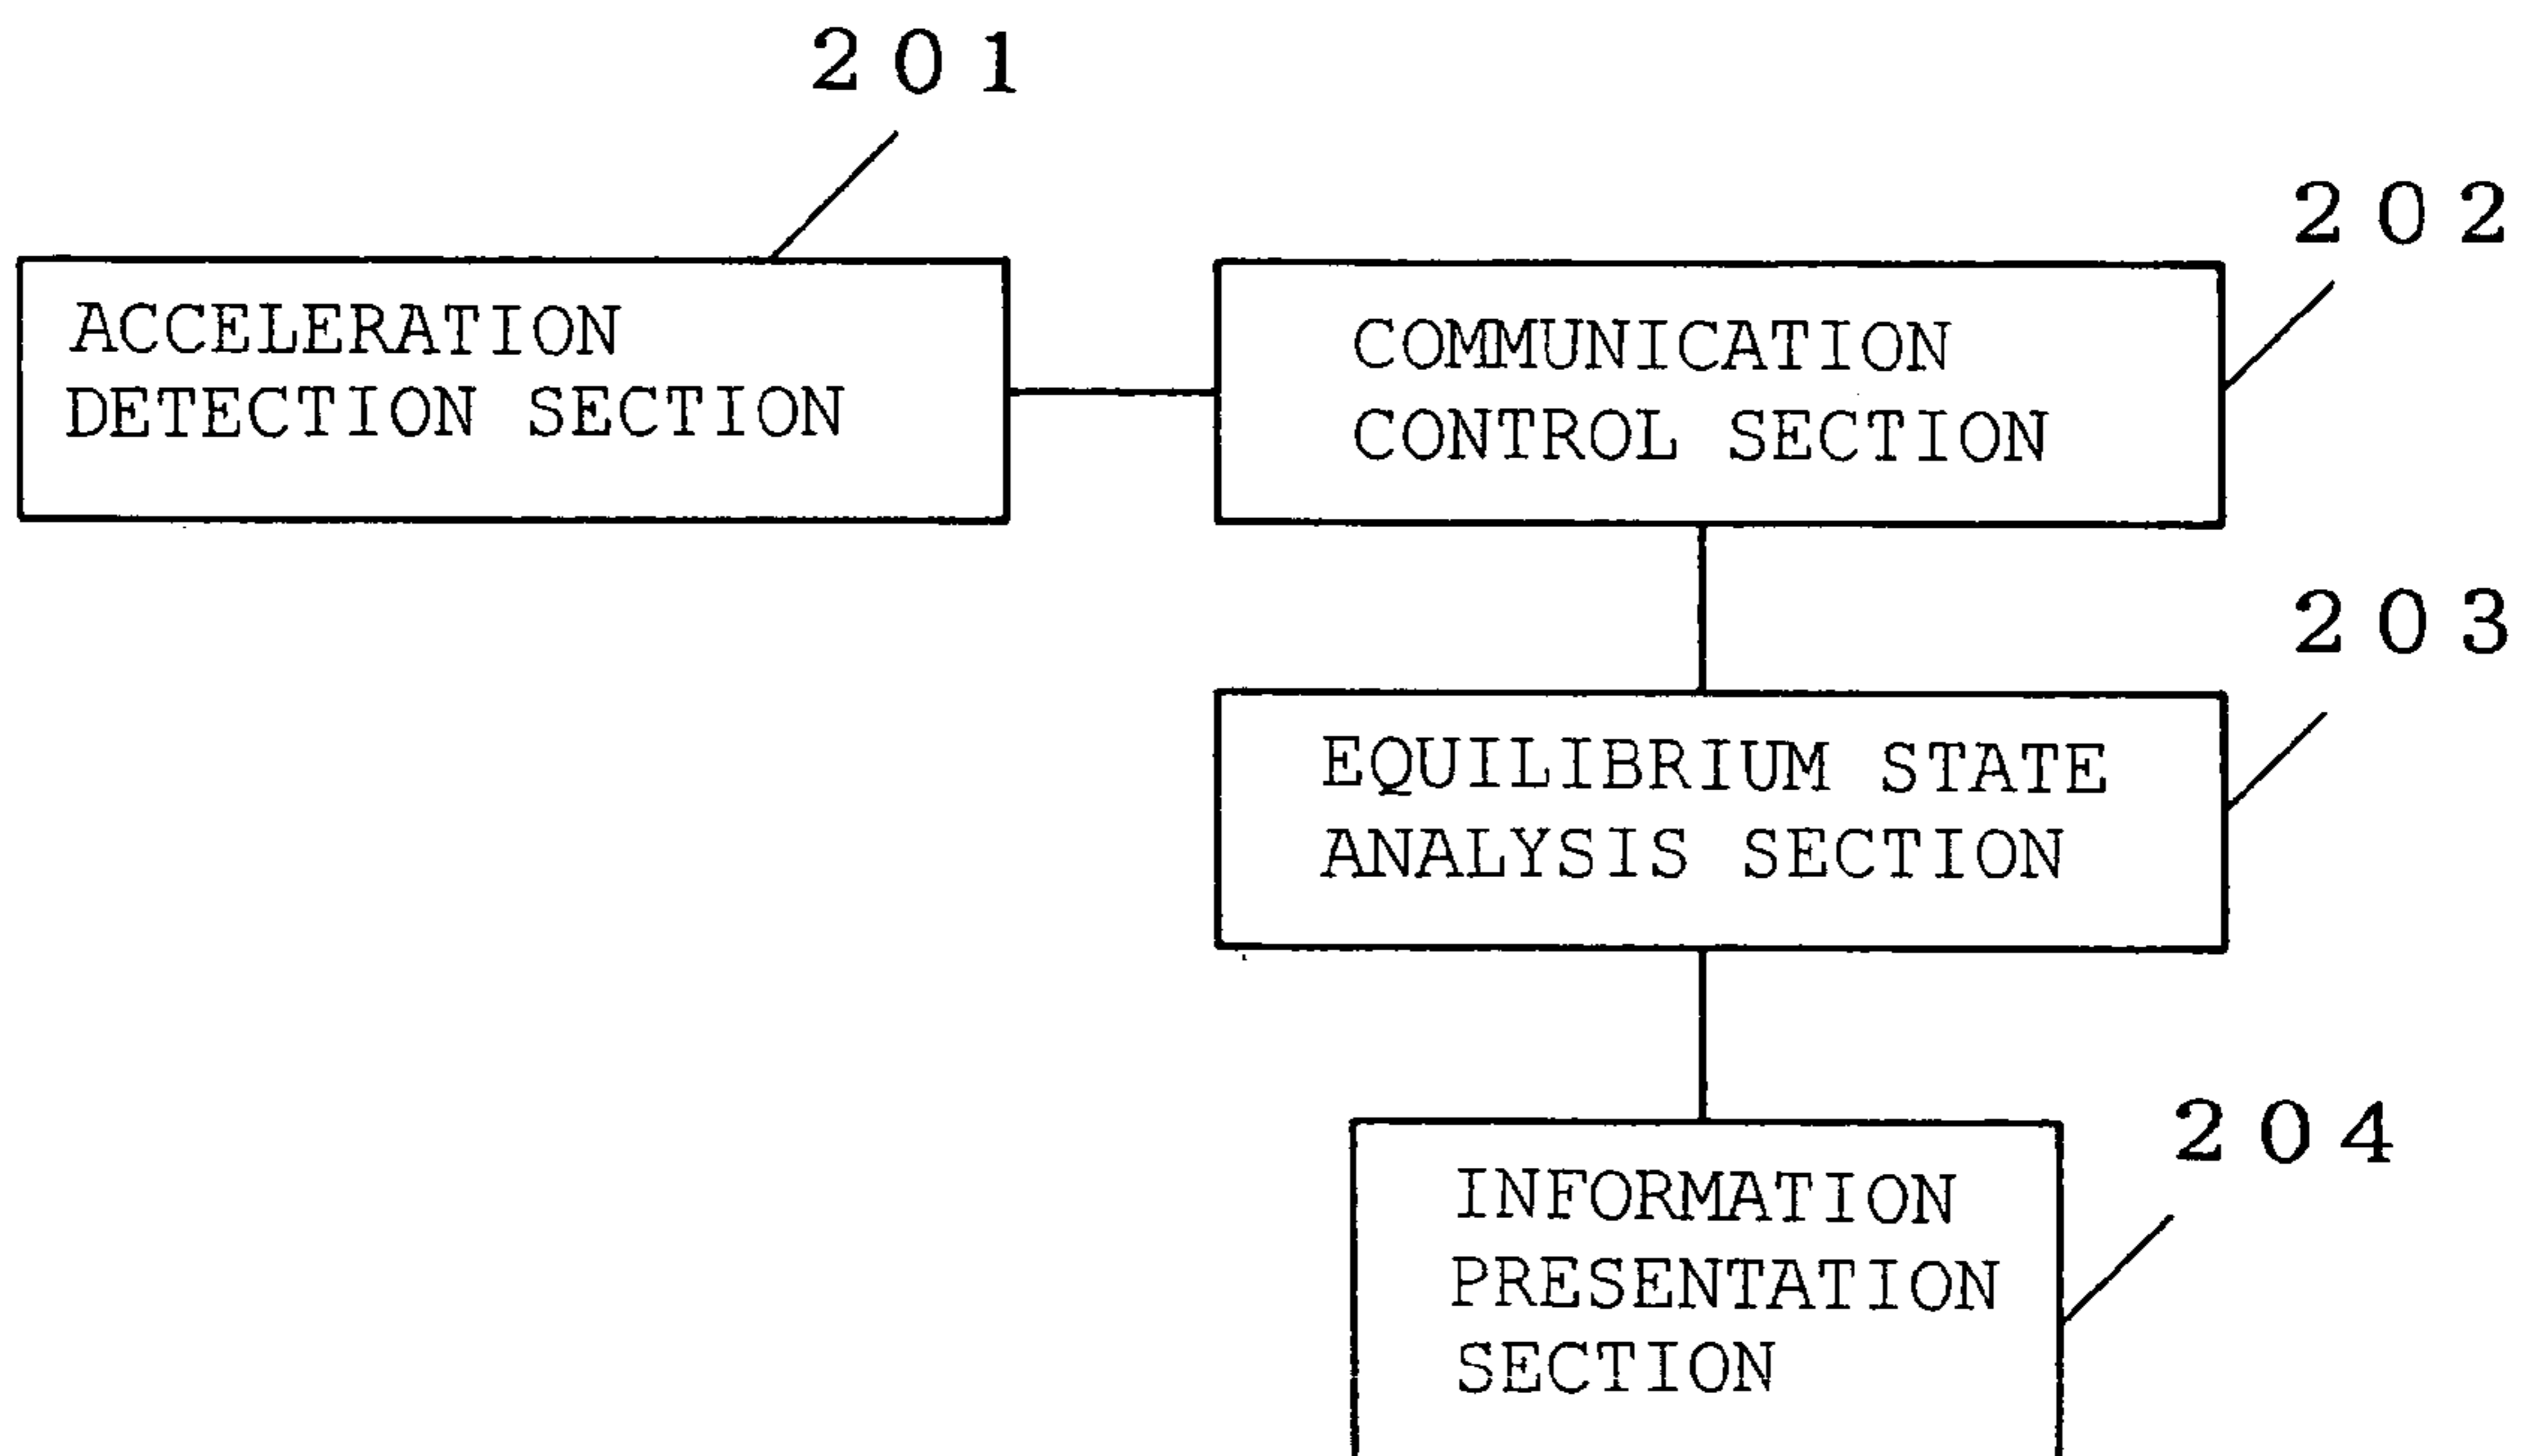 201
202
ACCELERATION
DETECTION SECTION
COMMUNICATION
CONTROL SECTION
203
EQUILIBRIUM STATE
ANALYSIS SECTION
204
INFORMATION
PRESENTATION
SECTION